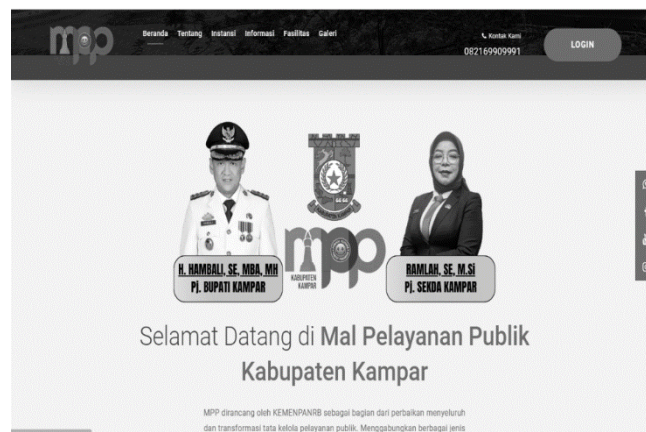 mpp
Beranda Tentang Instansi Informasi Fasilitas Galeri
Kontak Kami
082169909991
LOGIN
H. HAMBALI, SE, MBA, MH
Pj. BUPATI KAMPAR
mpp
KABUPATEN
KAMPAR
RAMLAH, SE, M.Si
Pj. SEKDA KAMPAR
Selamat Datang di Mal Pelayanan Publik
Kabupaten Kampar
MPP dirancang oleh KEMENPANRB sebagai bagian dari perbaikan menyeluruh
dan transformasi tata kelola pelayanan publik. Menggabungkan berbagai jenis